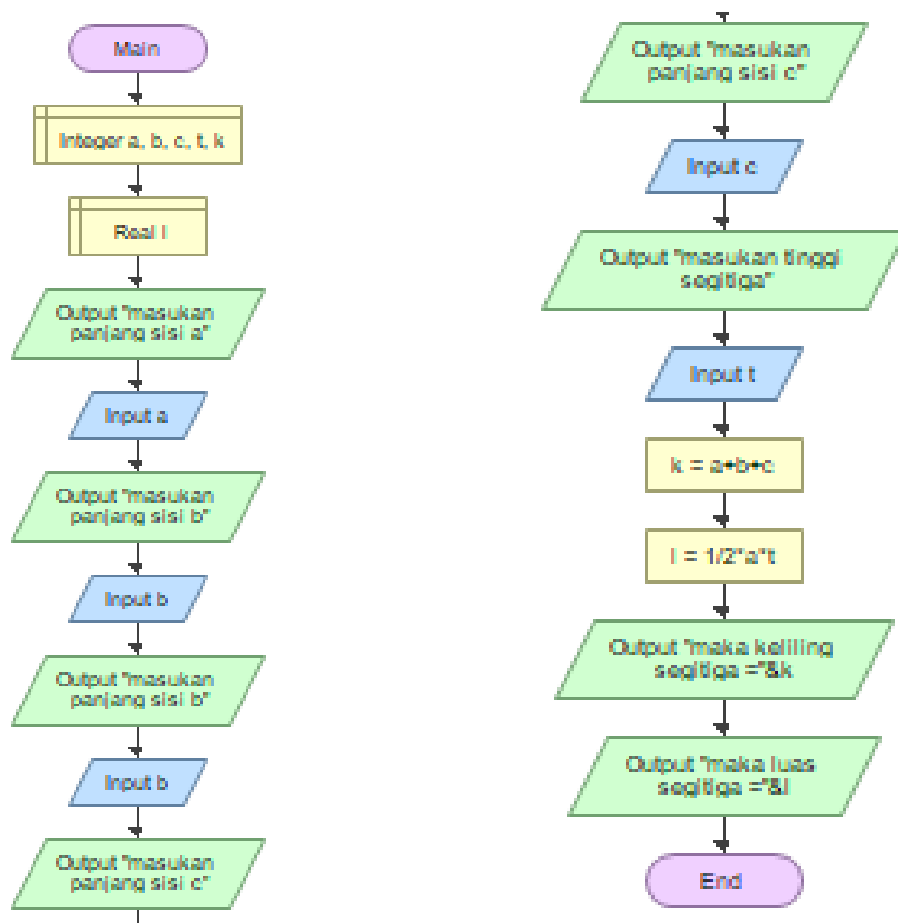 Main
Integer a, b, c, t, k
Real l
Output "masukan
panjang sisi a"
Input a
Output "masukan
panjang sisi b"
Input b
Output "masukan
panjang sisi b"
Input b
Output "masukan
panjang sisi c"
Output "masukan
panjang sisi c"
Input c
Output "masukan tinggi
segitiga"
Input t
k = a+b+c
l = 1/2*a*t
Output "maka keliling
segitiga ="&k
Output "maka luas
segitiga ="&l
End